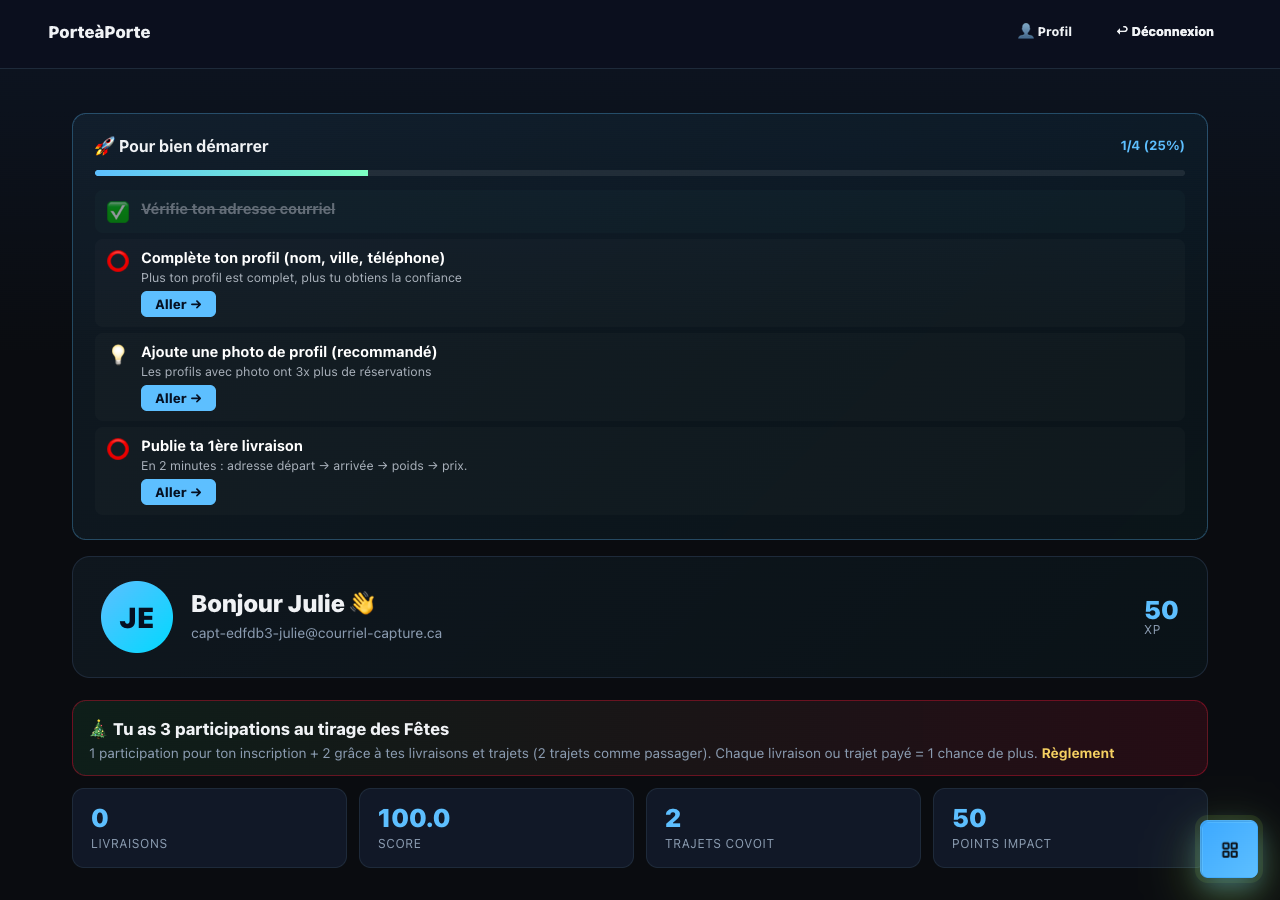 PorteàPorte
👤 Profil
↩ Déconnexion
🚀 Pour bien démarrer
1/4 (25%)
✅ Vérifie ton adresse courriel
⭕ Complète ton profil (nom, ville, téléphone)
Plus ton profil est complet, plus tu obtiens la confiance
Aller →
💡 Ajoute une photo de profil (recommandé)
Les profils avec photo ont 3x plus de réservations
Aller →
⭕ Publie ta 1ère livraison
En 2 minutes : adresse départ → arrivée → poids → prix.
Aller →
JE
Bonjour Julie 👋
capt-edfdb3-julie@courriel-capture.ca
50
XP
🎄 Tu as 3 participations au tirage des Fêtes
1 participation pour ton inscription + 2 grâce à tes livraisons et trajets (2 trajets comme passager). Chaque livraison ou trajet payé = 1 chance de plus. Règlement
0
LIVRAISONS
100.0
SCORE
2
TRAJETS COVOIT
50
POINTS IMPACT